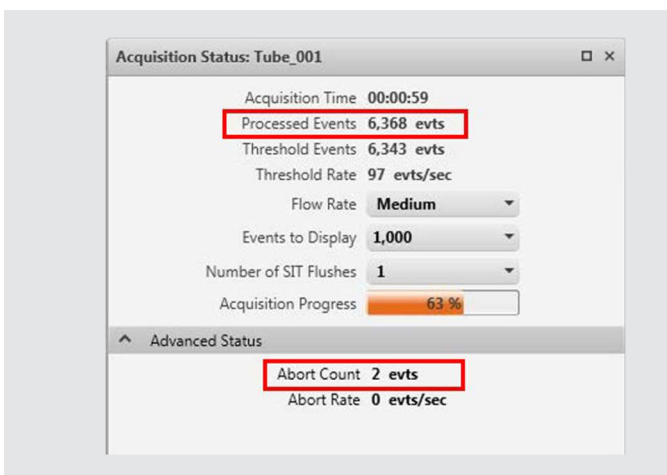 Acquisition Status: Tube_001
Acquisition Time 00:00:59
Processed Events 6,368 evts
Threshold Events 6,343 evts
Threshold Rate 97 evts/sec
Flow Rate Medium
Events to Display 1,000
Number of SIT Flushes 1
Acquisition Progress 63 %
Advanced Status
Abort Count 2 evts
Abort Rate 0 evts/sec